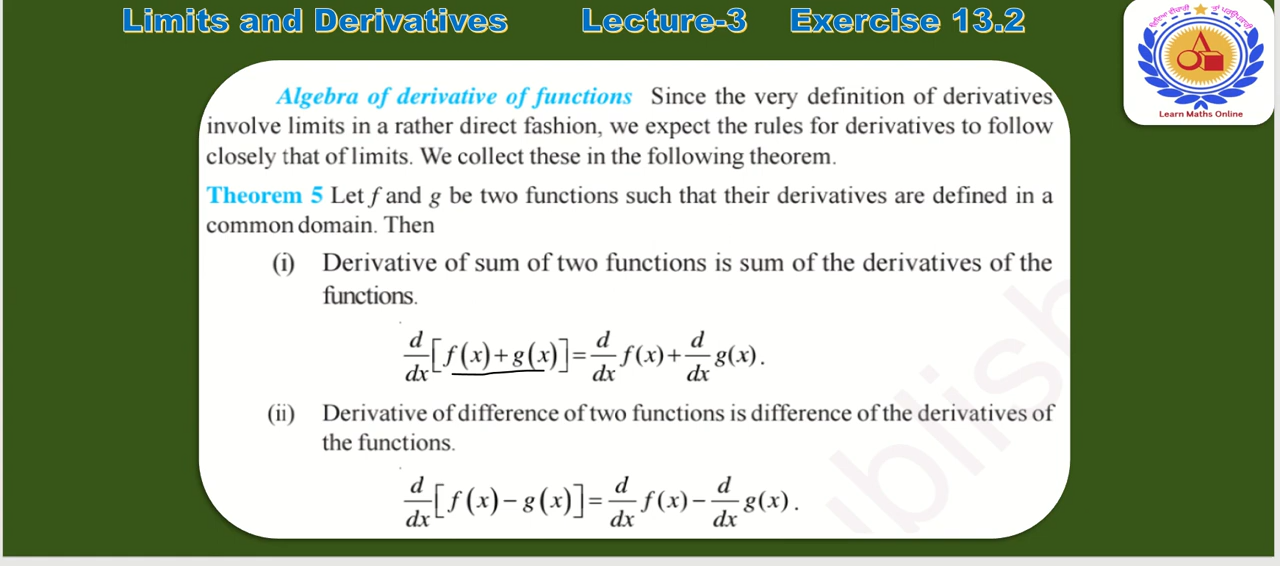 Limits and Derivatives Lecture-3 Exercise 13.2
Learn Maths Online
Algebra of derivative of functions Since the very definition of derivatives
involve limits in a rather direct fashion, we expect the rules for derivatives to follow
closely that of limits. We collect these in the following theorem.
Theorem 5 Let f and g be two functions such that their derivatives are defined in a
common domain. Then
(i) Derivative of sum of two functions is sum of the derivatives of the
functions.
d/dx [f(x)+g(x)] = d/dx f(x) + d/dx g(x).
(ii) Derivative of difference of two functions is difference of the derivatives of
the functions.
d/dx [f(x)−g(x)] = d/dx f(x) − d/dx g(x).